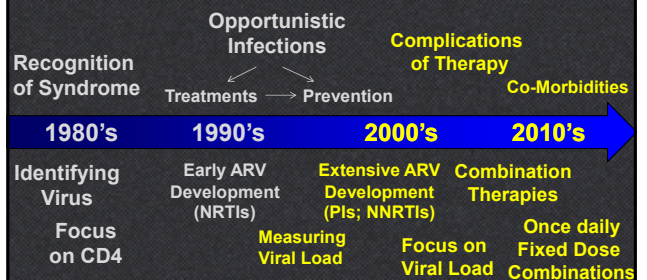 Opportunistic
Infections
Complications
of Therapy
Recognition
of Syndrome
Co-Morbidities
Treatments
Prevention
1980's
1990's
2000's
2010's
Identifying
Virus
Early ARV
Development
(NRTIs)
Extensive ARV
Development
(PIs; NNRTIs)
Combination
Therapies
Focus
on CD4
Measuring
Viral Load
Focus on
Viral Load
Once daily
Fixed Dose
Combinations